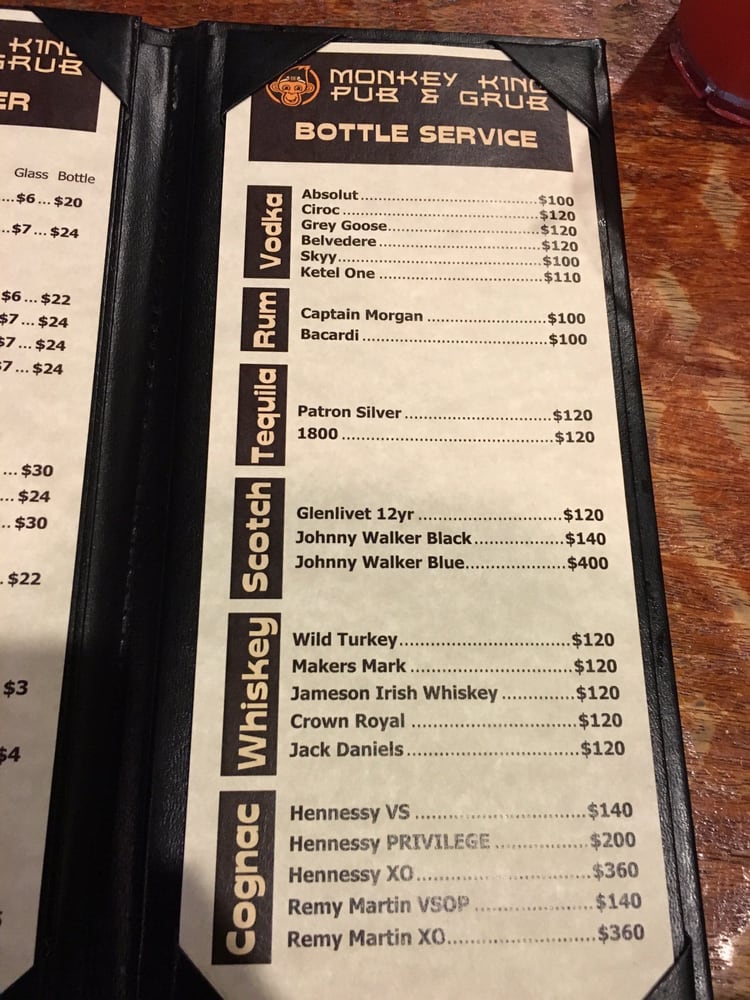 KING
GRUB
ER
Glass Bottle
...$6...$20
..$7...$24
$6...$22
$7...$24
$7...$24
$7...$24
...$30
...$24
..$30
.$22
$3
$4
MONKEY KING
PUB & GRUB
BOTTLE SERVICE
Vodka
Absolut....................................$100
Ciroc........................................$120
Grey Goose...............................$120
Belvedere.................................$120
Skyy.........................................$100
Ketel One.................................$110
Rum
Captain Morgan.......................$100
Bacardi....................................$100
Tequila
Patron Silver...........................$120
1800.......................................$120
Scotch
Glenlivet 12yr..........................$120
Johnny Walker Black.................$140
Johnny Walker Blue...................$400
Whiskey
Wild Turkey.............................$120
Makers Mark...........................$120
Jameson Irish Whiskey............$120
Crown Royal............................$120
Jack Daniels.............................$120
Cognac
Hennessy VS............................$140
Hennessy PRIVILEGE................$200
Hennessy XO............................$360
Remy Martin VSOP...................$140
Remy Martin XO.......................$360